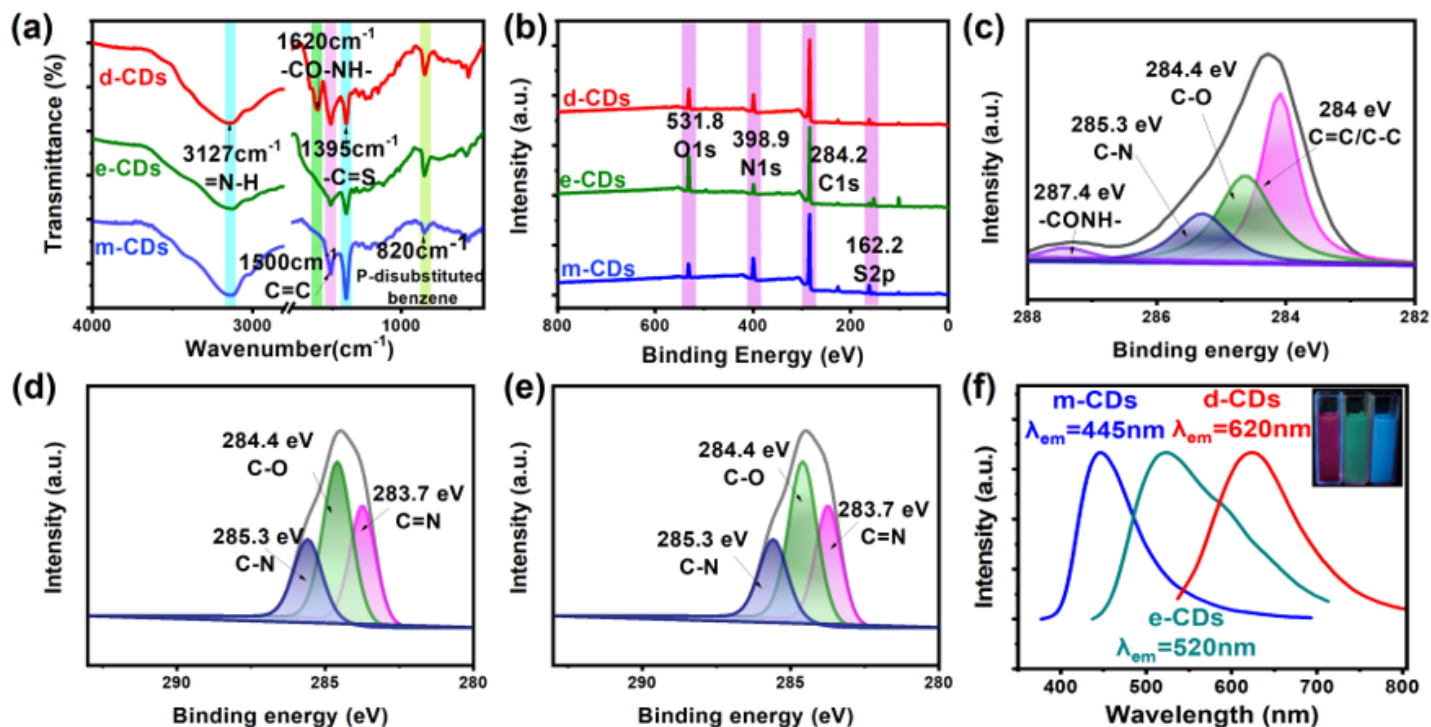 (a)
Transmittance (%)
d-CDs
e-CDs
m-CDs
1620cm⁻¹
-CO-NH-
3127cm⁻¹
=N-H
1395cm⁻¹
-C=S
1500cm⁻¹
C=C
820cm⁻¹
P-disubstituted
benzene
4000
3000
1000
Wavenumber(cm⁻¹)
(b)
Intensity (a.u.)
d-CDs
e-CDs
m-CDs
531.8
O1s
398.9
N1s
284.2
C1s
162.2
S2p
800
600
400
200
0
Binding Energy (eV)
(c)
Intensity (a.u.)
284.4 eV
C-O
285.3 eV
C-N
284 eV
C=C/C-C
287.4 eV
-CONH-
288
286
284
282
Binding energy (eV)
(d)
Intensity (a.u.)
284.4 eV
C-O
283.7 eV
C=N
285.3 eV
C-N
290
285
280
Binding energy (eV)
(e)
Intensity (a.u.)
284.4 eV
C-O
283.7 eV
C=N
285.3 eV
C-N
290
285
280
Binding energy (eV)
(f)
Intensity (a.u.)
m-CDs
λem=445nm
d-CDs
λem=620nm
e-CDs
λem=520nm
400
500
600
700
800
Wavelength (nm)